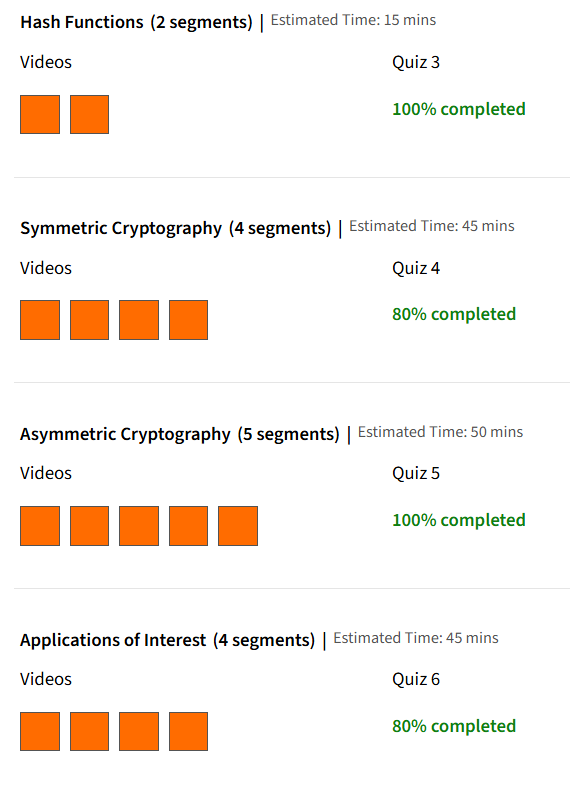 Hash Functions (2 segments) | Estimated Time: 15 mins
Videos Quiz 3
100% completed
Symmetric Cryptography (4 segments) | Estimated Time: 45 mins
Videos Quiz 4
80% completed
Asymmetric Cryptography (5 segments) | Estimated Time: 50 mins
Videos Quiz 5
100% completed
Applications of Interest (4 segments) | Estimated Time: 45 mins
Videos Quiz 6
80% completed